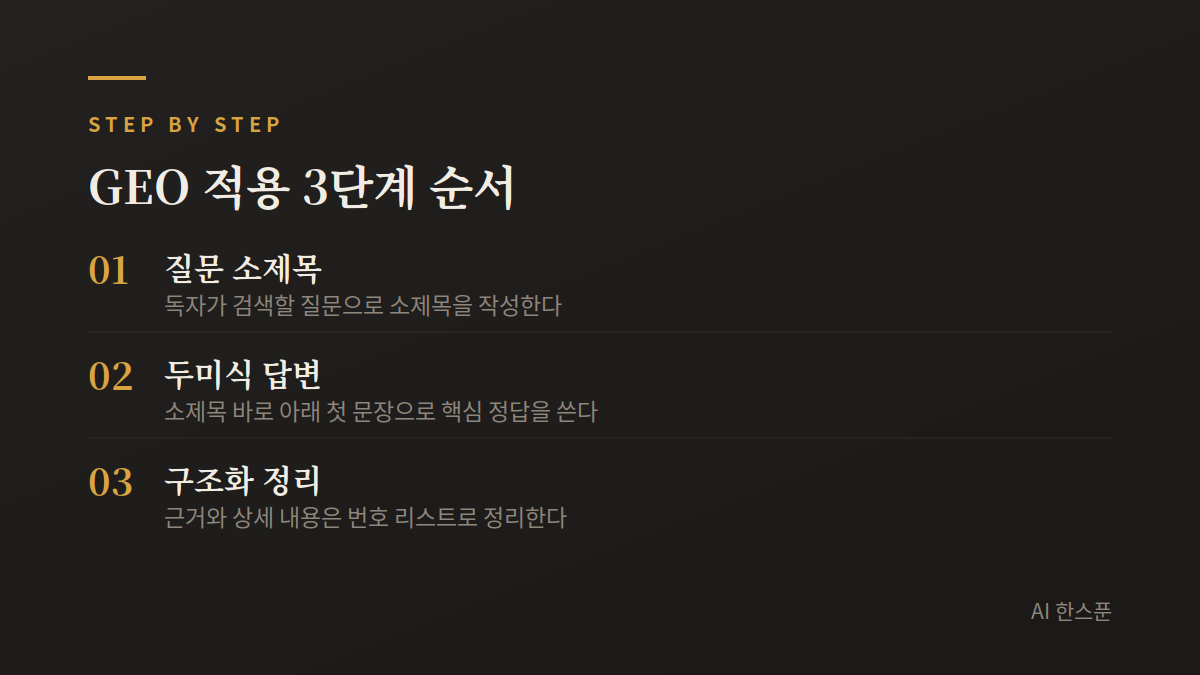 STEP BY STEP
GEO 적용 3단계 순서
01 질문 소제목
독자가 검색할 질문으로 소제목을 작성한다
02 두미식 답변
소제목 바로 아래 첫 문장으로 핵심 정답을 쓴다
03 구조화 정리
근거와 상세 내용은 번호 리스트로 정리한다
AI 한스푼